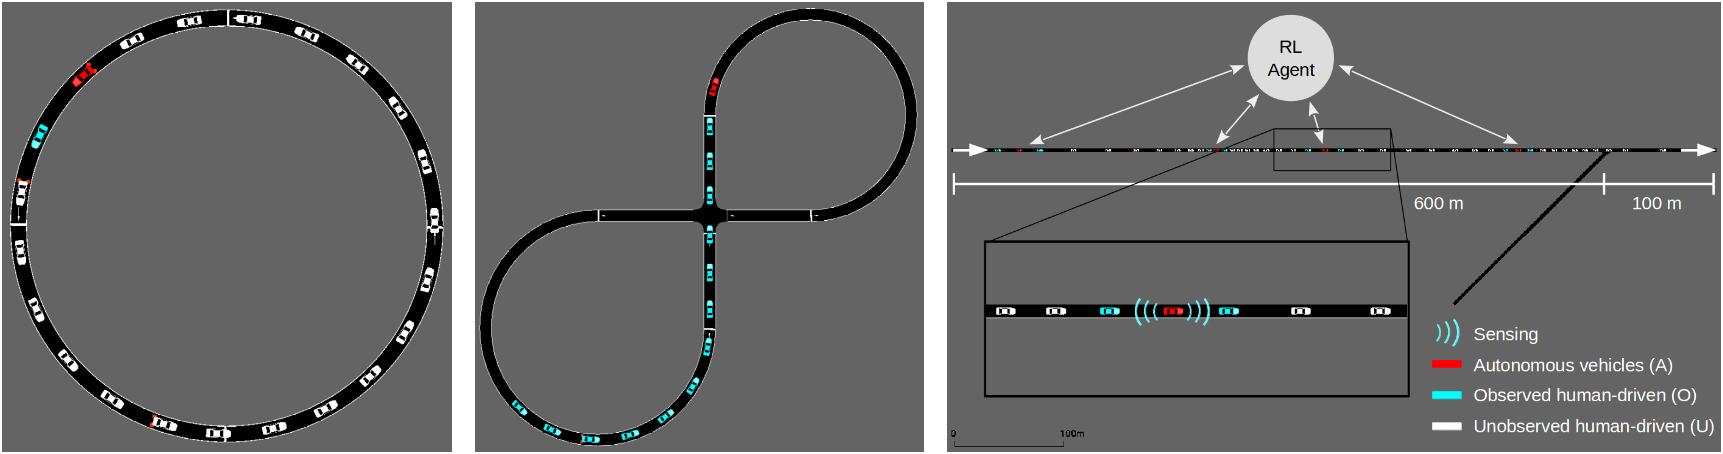 RL
Agent
600 m
100 m
Sensing
Autonomous vehicles (A)
Observed human-driven (O)
Unobserved human-driven (U)
0
100m